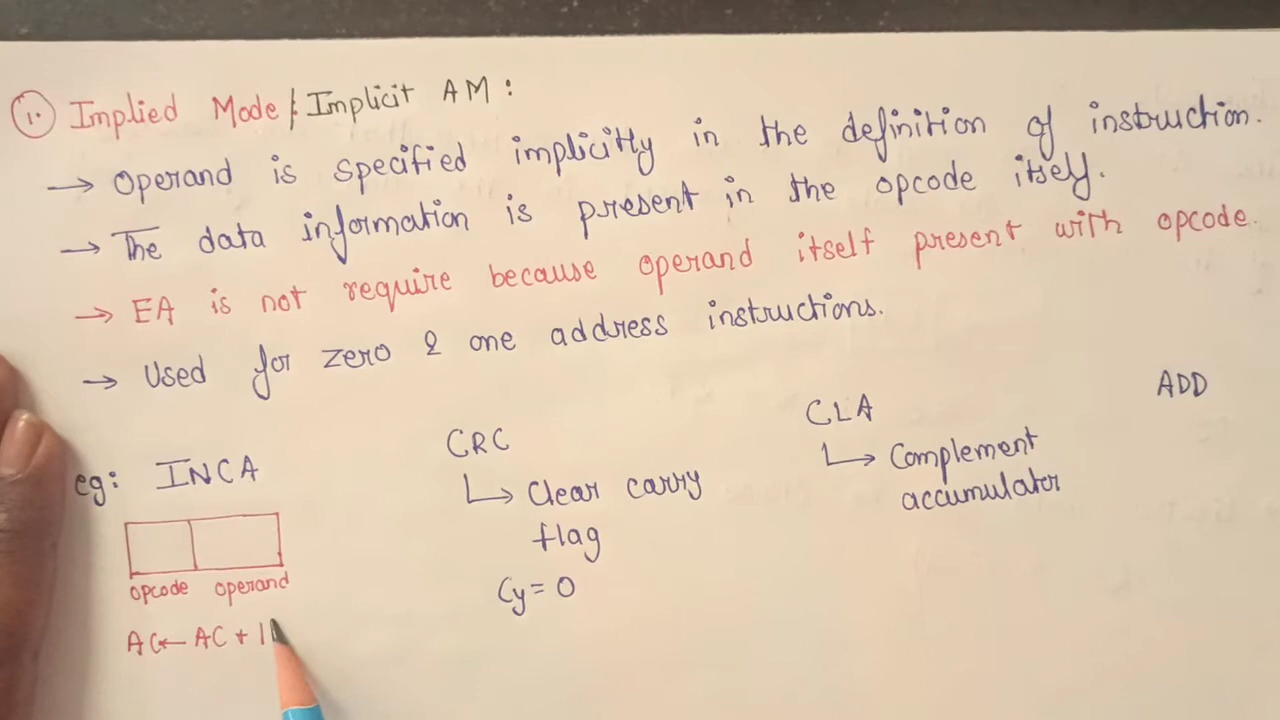 1. Implied Mode / Implicit AM :
→ Operand is specified implicitly in the definition of instruction.
→ The data information is present in the opcode itself.
→ EA is not require because operand itself present with opcode.
→ Used for zero & one address instructions.
eg: INCA
opcode operand
AC ← AC + 1
CRC
↳ Clear carry
flag
Cy = 0
CLA
↳ Complement
accumulator
ADD